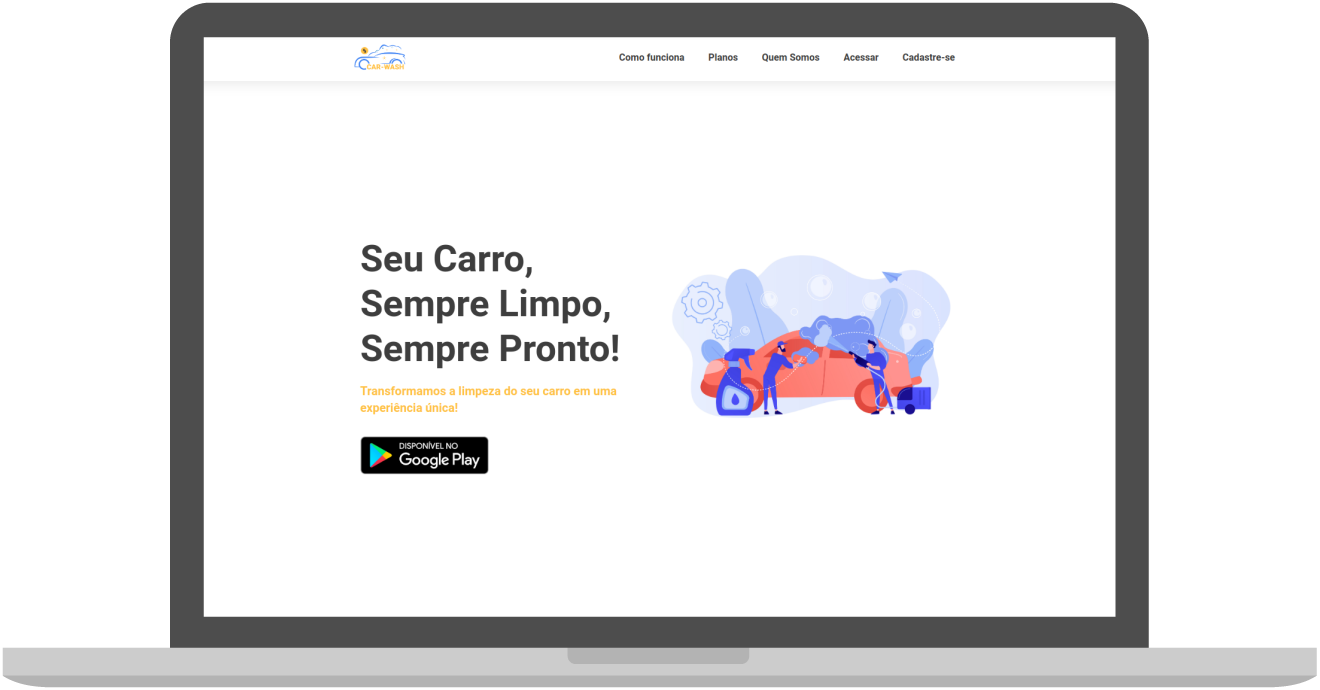 CAR-WASH
Como funciona
Planos
Quem Somos
Acessar
Cadastre-se
Seu Carro,
Sempre Limpo,
Sempre Pronto!
Transformamos a limpeza do seu carro em uma
experiência única!
DISPONÍVEL NO
Google Play